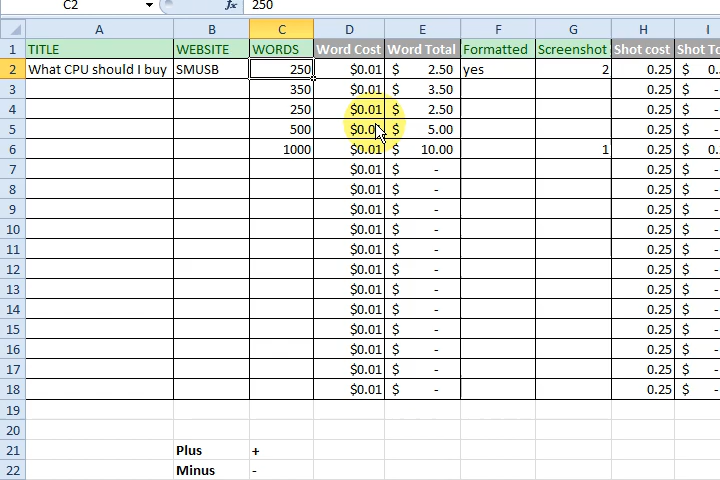 C2 fx 250
A B C D E F G H I
1 TITLE WEBSITE WORDS Word Cost Word Total Formatted Screenshot Shot cost Shot To
2 What CPU should I buy SMUSB 250 $0.01 $ 2.50 yes 2 0.25 $ 0.
3 350 $0.01 $ 3.50 0.25 $ -
4 250 $0.01 $ 2.50 0.25 $ -
5 500 $0.01 $ 5.00 0.25 $ -
6 1000 $0.01 $ 10.00 1 0.25 $ 0.
7 $0.01 $ - 0.25 $ -
8 $0.01 $ - 0.25 $ -
9 $0.01 $ - 0.25 $ -
10 $0.01 $ - 0.25 $ -
11 $0.01 $ - 0.25 $ -
12 $0.01 $ - 0.25 $ -
13 $0.01 $ - 0.25 $ -
14 $0.01 $ - 0.25 $ -
15 $0.01 $ - 0.25 $ -
16 $0.01 $ - 0.25 $ -
17 $0.01 $ - 0.25 $ -
18 $0.01 $ - 0.25 $ -
19
20
21 Plus +
22 Minus -